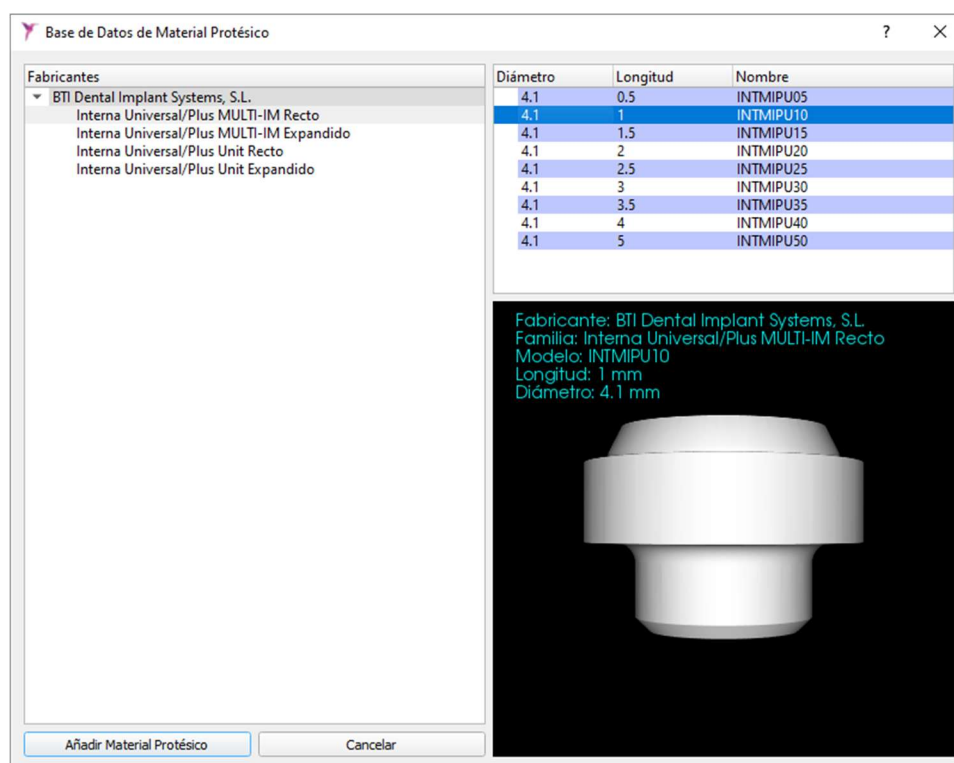 Base de Datos de Material Protésico
?
Fabricantes
BTI Dental Implant Systems, S.L.
Interna Universal/Plus MULTI-IM Recto
Interna Universal/Plus MULTI-IM Expandido
Interna Universal/Plus Unit Recto
Interna Universal/Plus Unit Expandido
Diámetro Longitud Nombre
4.1 0.5 INTMIPU05
4.1 1 INTMIPU10
4.1 1.5 INTMIPU15
4.1 2 INTMIPU20
4.1 2.5 INTMIPU25
4.1 3 INTMIPU30
4.1 3.5 INTMIPU35
4.1 4 INTMIPU40
4.1 5 INTMIPU50
Fabricante: BTI Dental Implant Systems, S.L.
Familia: Interna Universal/Plus MULTI-IM Recto
Modelo: INTMIPU10
Longitud: 1 mm
Diámetro: 4.1 mm
Añadir Material Protésico
Cancelar